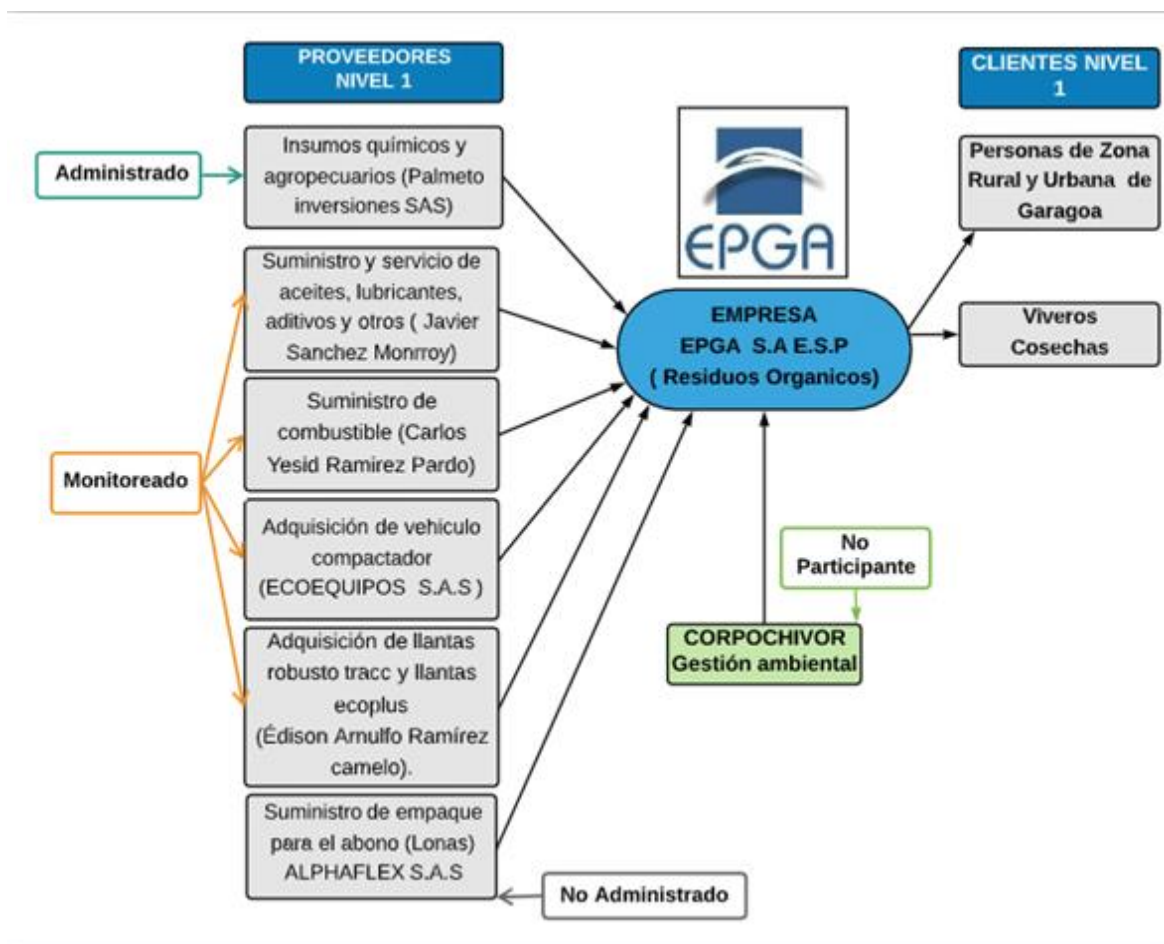 PROVEEDORES
NIVEL 1
CLIENTES NIVEL
1
Administrado
Insumos químicos y
agropecuarios (Palmeto
inversiones SAS)
EPGA
Personas de Zona
Rural y Urbana de
Garagoa
Suministro y servicio de
aceites, lubricantes,
aditivos y otros ( Javier
Sanchez Monrroy)
EMPRESA
EPGA S.A E.S.P
( Residuos Organicos)
Viveros
Cosechas
Suministro de
combustible (Carlos
Yesid Ramirez Pardo)
Monitoreado
Adquisición de vehiculo
compactador
(ECOEQUIPOS S.A.S )
No
Participante
CORPOCHIVOR
Gestión ambiental
Adquisición de llantas
robusto tracc y llantas
ecoplus
(Édison Arnulfo Ramírez
camelo).
Suministro de empaque
para el abono (Lonas)
ALPHAFLEX S.A.S
No Administrado